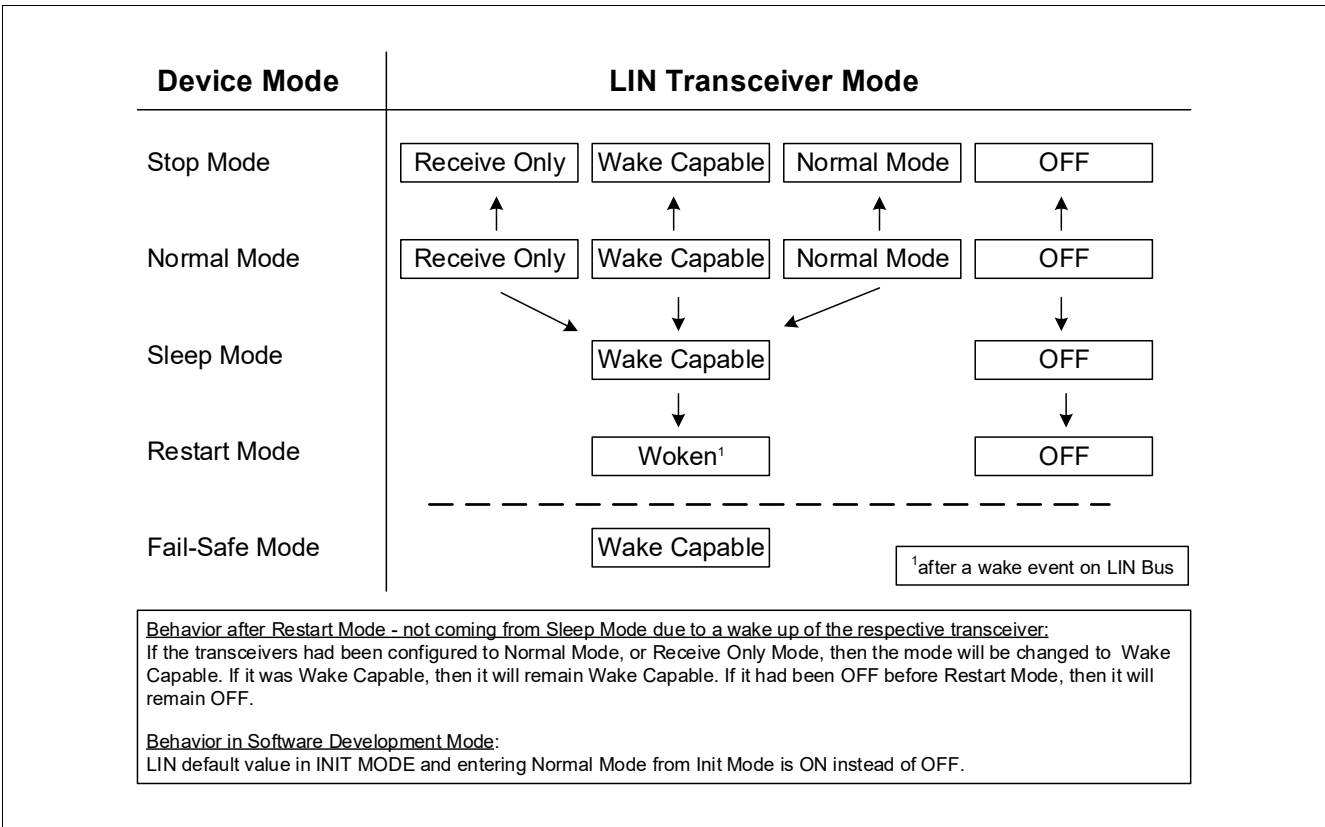 Device Mode LIN Transceiver Mode
Stop Mode Receive Only Wake Capable Normal Mode OFF
Normal Mode Receive Only Wake Capable Normal Mode OFF
Sleep Mode Wake Capable OFF
Restart Mode Woken¹ OFF
Fail-Safe Mode Wake Capable
¹after a wake event on LIN Bus
Behavior after Restart Mode - not coming from Sleep Mode due to a wake up of the respective transceiver:
If the transceivers had been configured to Normal Mode, or Receive Only Mode, then the mode will be changed to Wake
Capable. If it was Wake Capable, then it will remain Wake Capable. If it had been OFF before Restart Mode, then it will
remain OFF.
Behavior in Software Development Mode:
LIN default value in INIT MODE and entering Normal Mode from Init Mode is ON instead of OFF.